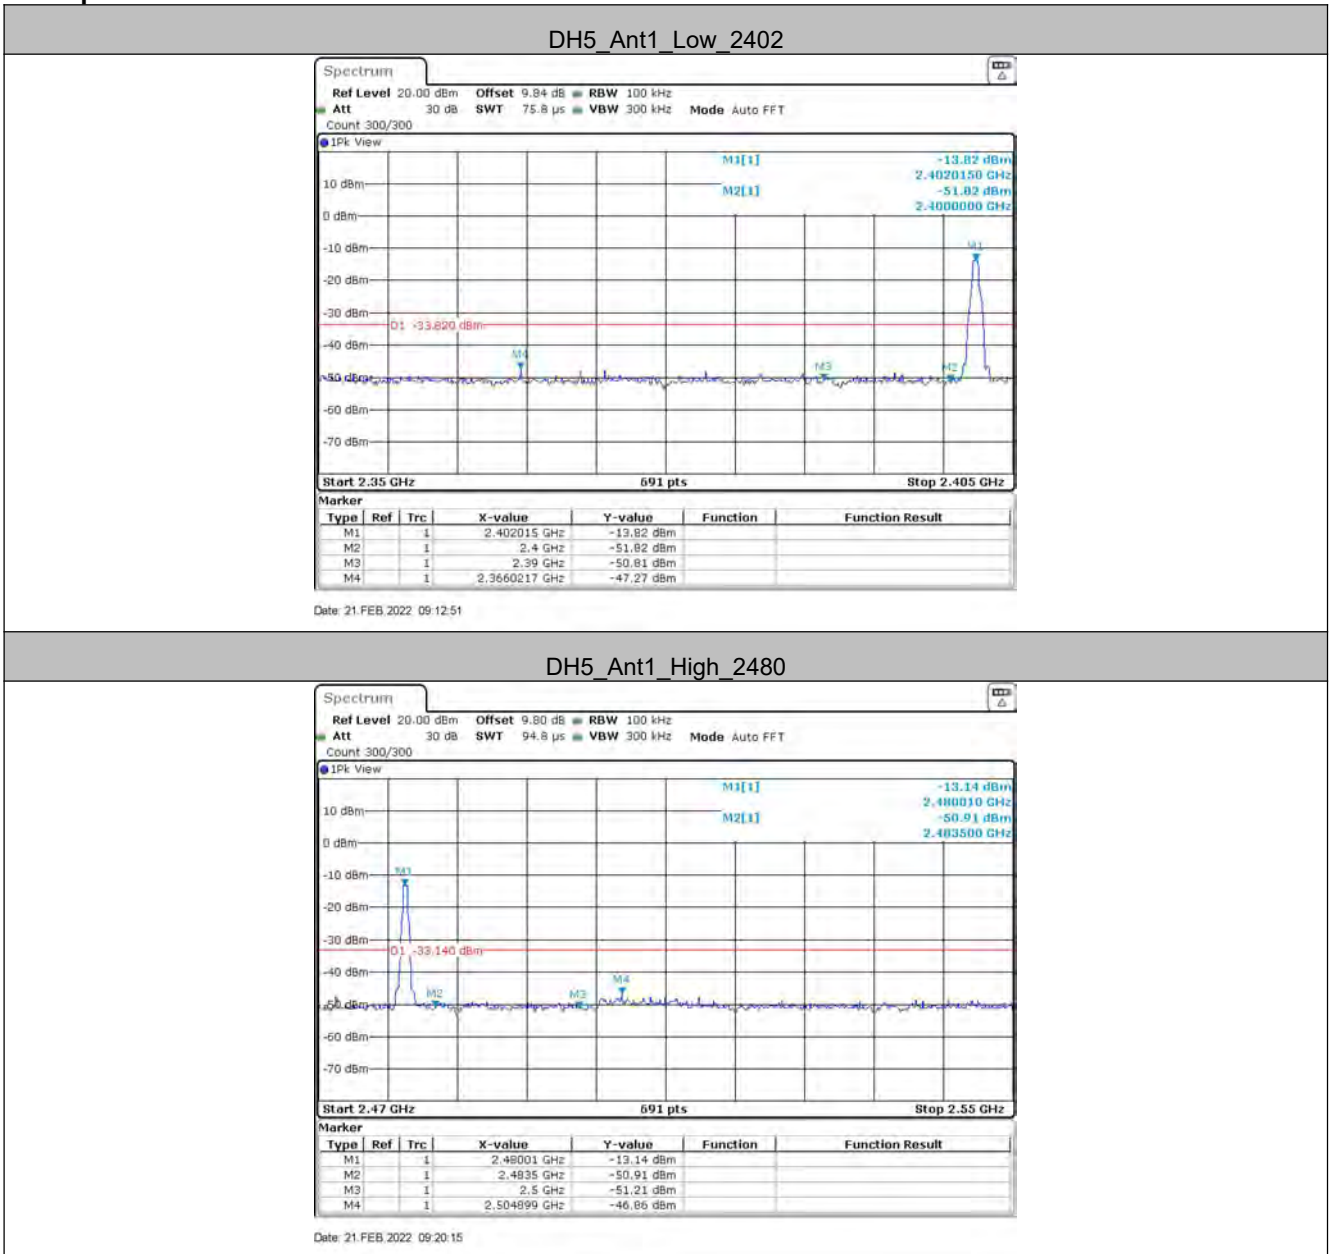 DH5_Ant1_Low_2402
Spectrum
Ref Level 20.00 dBm Offset 9.84 dB RBW 100 kHz
Att 30 dB SWT 75.8 µs VBW 300 kHz Mode Auto FFT
Count 300/300
1Pk View
M1[1] -13.82 dBm
2.4020150 GHz
M2[1] -51.82 dBm
2.4000000 GHz
10 dBm
0 dBm
-10 dBm
M1
-20 dBm
-30 dBm
D1 -33.820 dBm
-40 dBm
M4
M3
M2
-50 dBm
-60 dBm
-70 dBm
Start 2.35 GHz 691 pts Stop 2.405 GHz
Marker
Type Ref Trc X-value Y-value Function Function Result
M1 1 2.402015 GHz -13.82 dBm
M2 1 2.4 GHz -51.82 dBm
M3 1 2.39 GHz -50.81 dBm
M4 1 2.3660217 GHz -47.27 dBm
Date: 21.FEB.2022 09:12:51
DH5_Ant1_High_2480
Spectrum
Ref Level 20.00 dBm Offset 9.80 dB RBW 100 kHz
Att 30 dB SWT 94.8 µs VBW 300 kHz Mode Auto FFT
Count 300/300
1Pk View
M1[1] -13.14 dBm
2.480010 GHz
M2[1] -50.91 dBm
2.483500 GHz
10 dBm
0 dBm
-10 dBm
M1
-20 dBm
-30 dBm
D1 -33.140 dBm
-40 dBm
M4
M2
M3
-50 dBm
-60 dBm
-70 dBm
Start 2.47 GHz 691 pts Stop 2.55 GHz
Marker
Type Ref Trc X-value Y-value Function Function Result
M1 1 2.48001 GHz -13.14 dBm
M2 1 2.4835 GHz -50.91 dBm
M3 1 2.5 GHz -51.21 dBm
M4 1 2.504899 GHz -46.86 dBm
Date: 21.FEB.2022 09:20:15